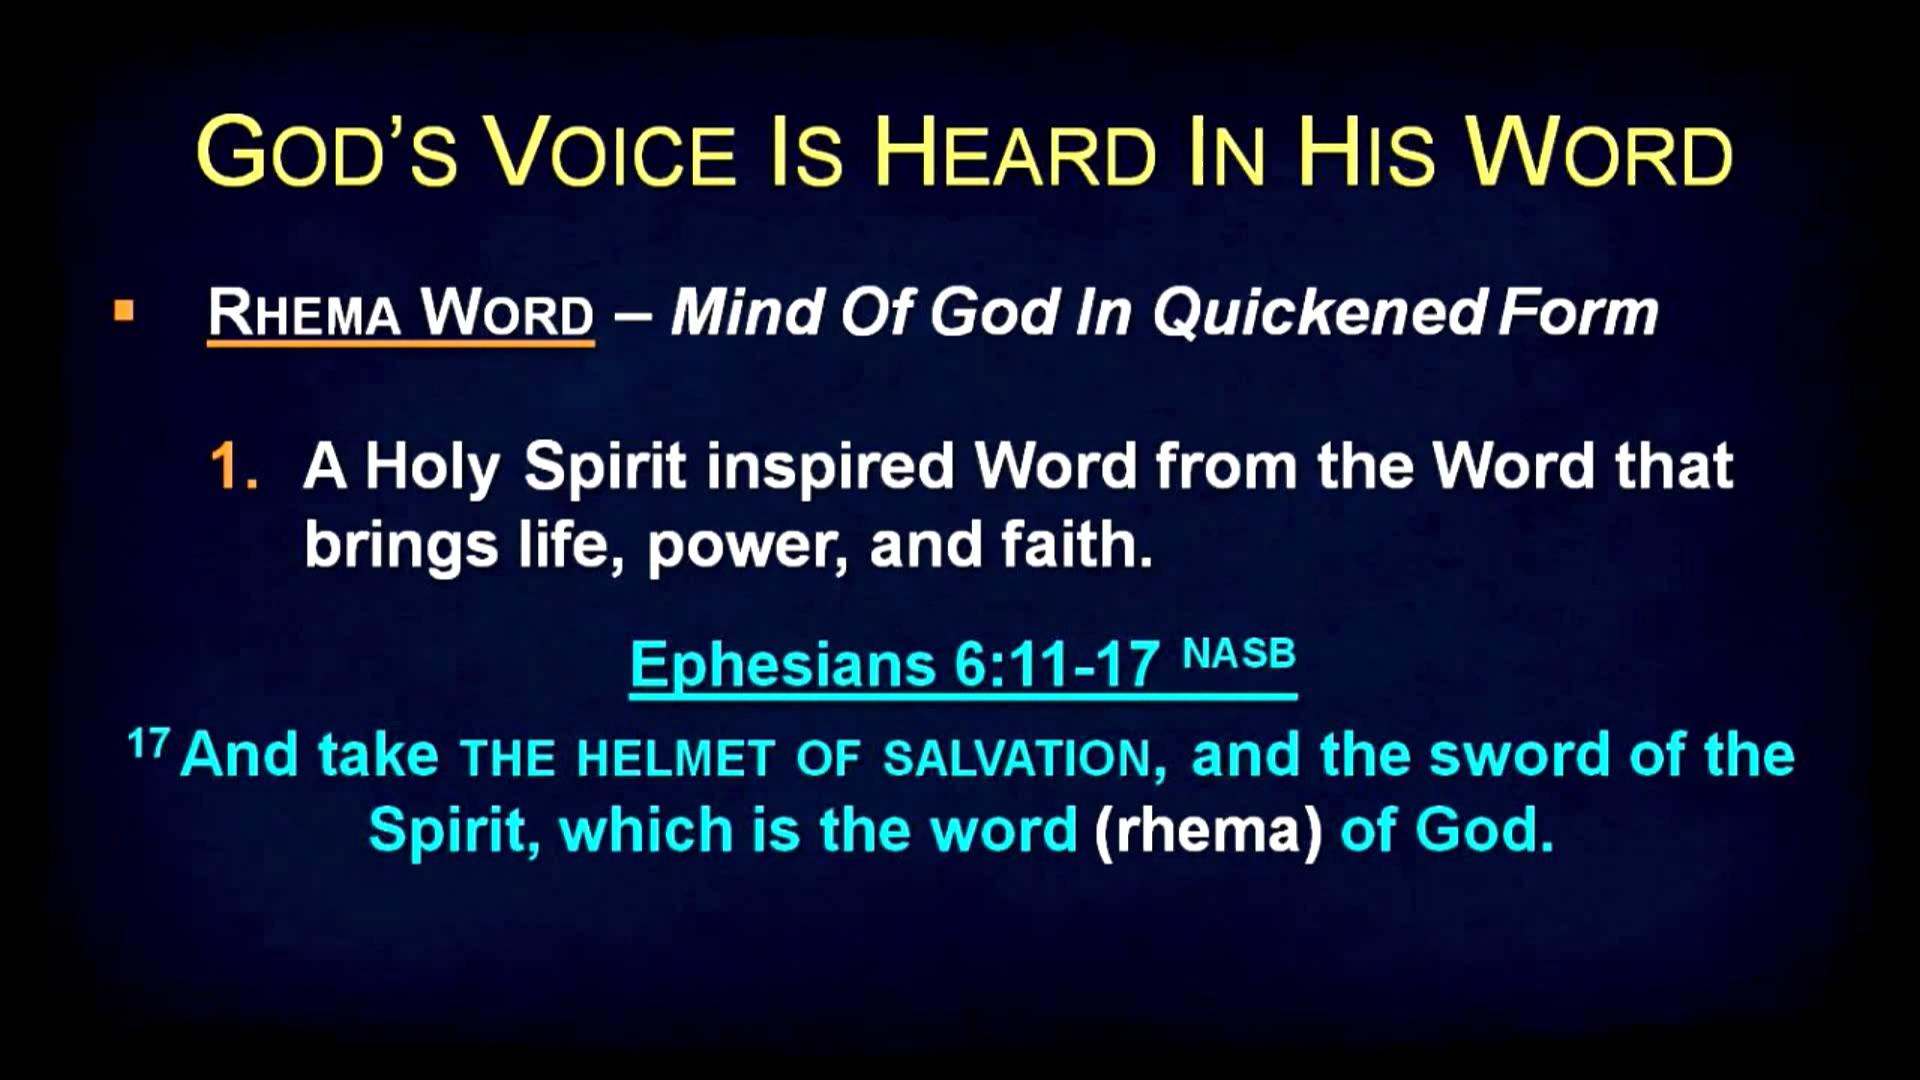 GOD’S VOICE IS HEARD IN HIS WORD
▪ RHEMA WORD – Mind Of God In Quickened Form
1. A Holy Spirit inspired Word from the Word that
brings life, power, and faith.
Ephesians 6:11-17 NASB
17 And take THE HELMET OF SALVATION, and the sword of the
Spirit, which is the word (rhema) of God.